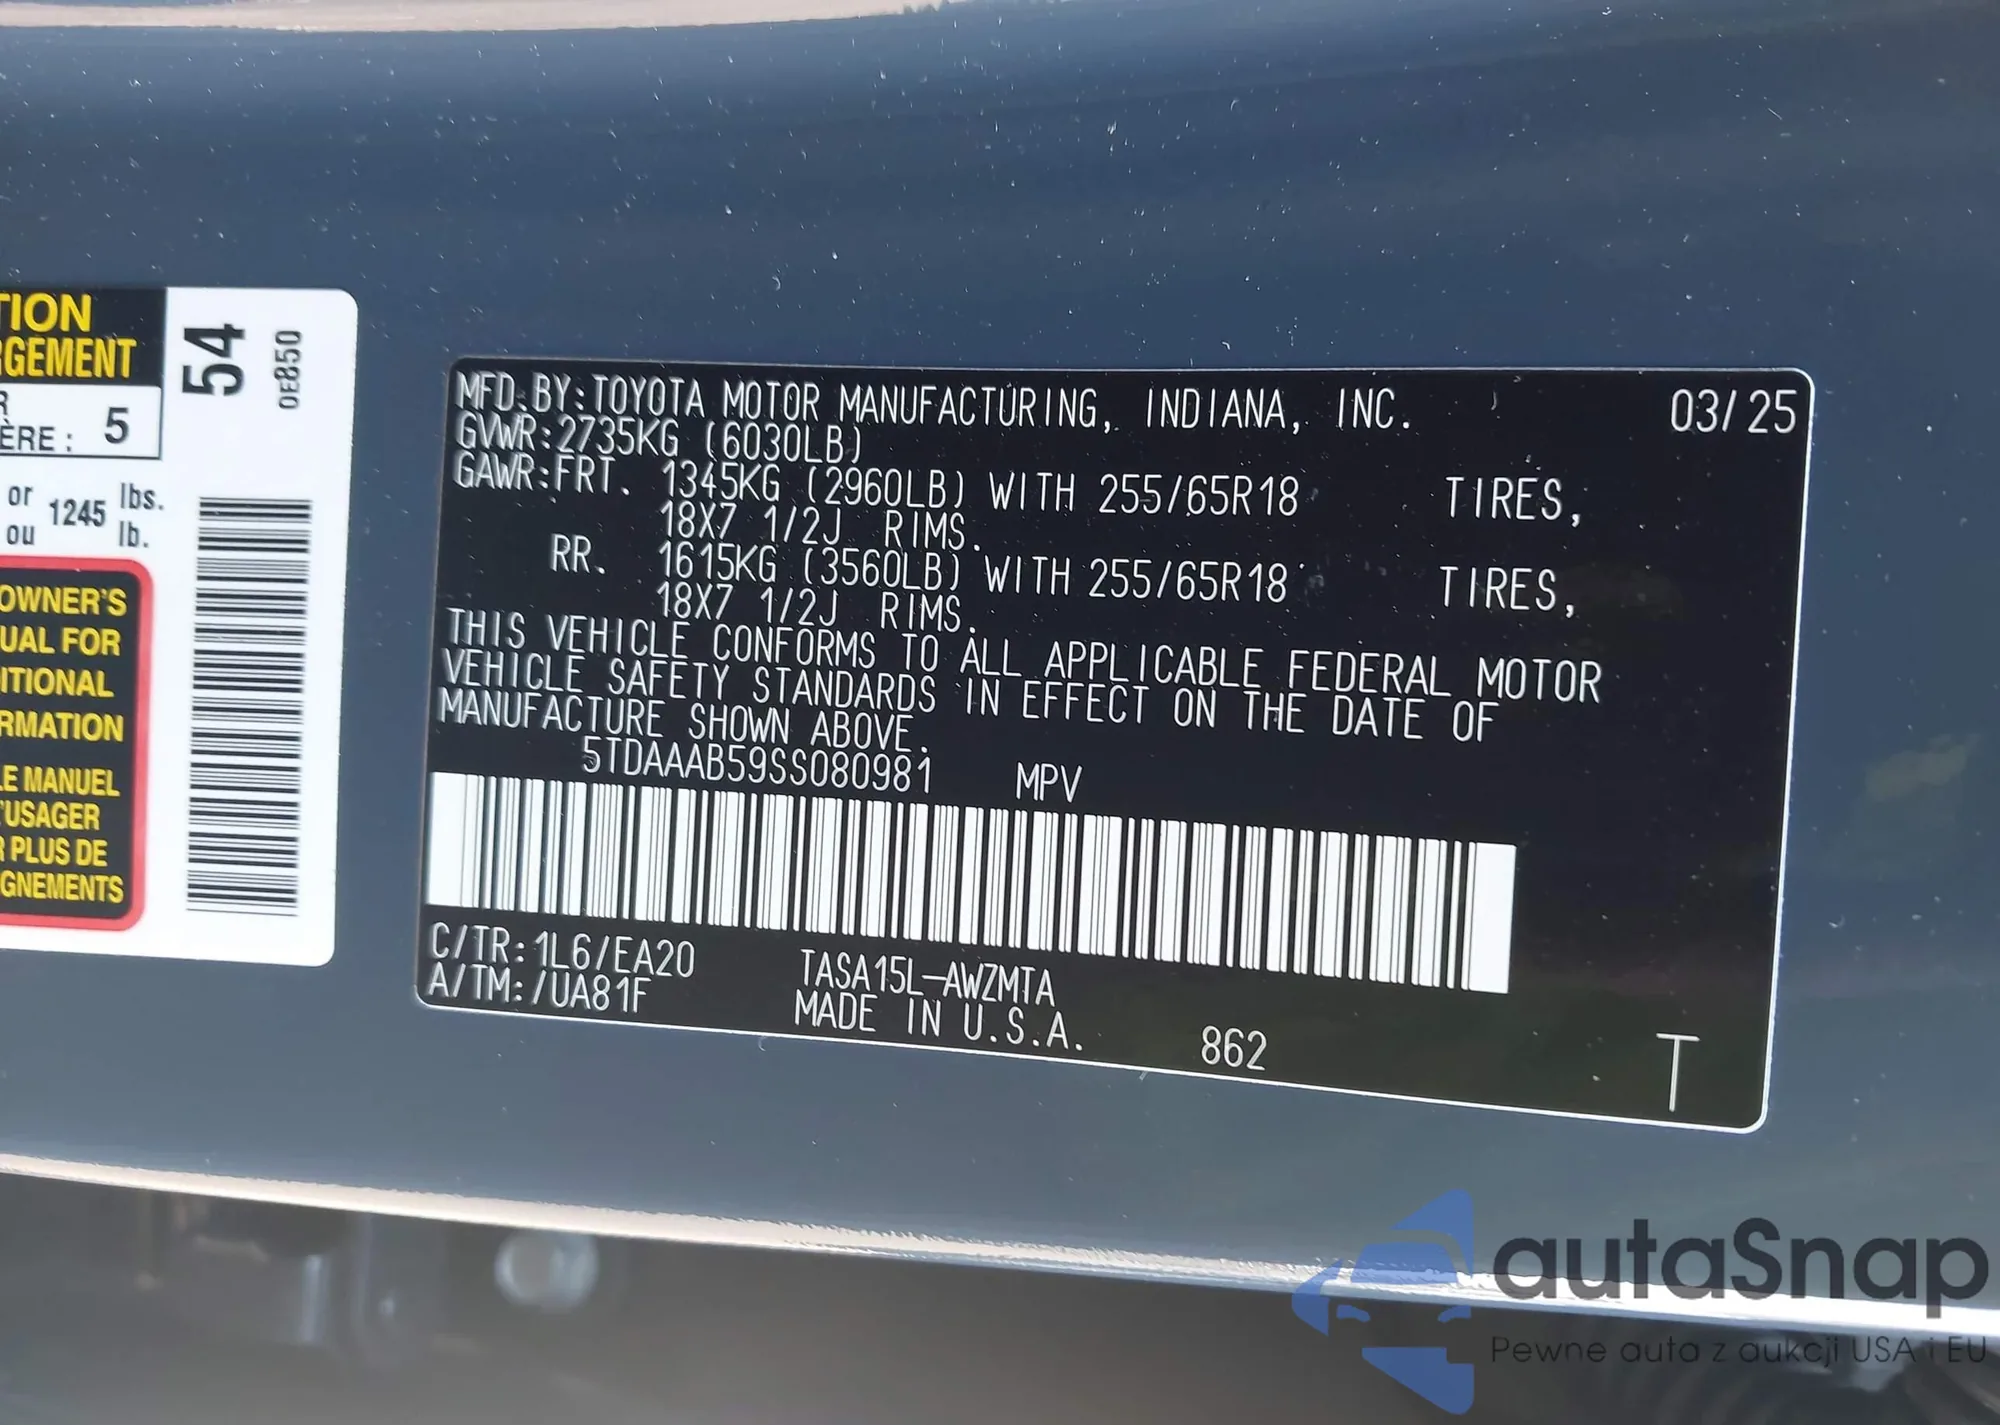 TION
RGEMENT
R
ÈRE : 5
or 1245 lbs.
ou lb.
OWNER'S
UAL FOR
ITIONAL
RMATION
LE MANUEL
'USAGER
R PLUS DE
GNEMENTS
54
0E850
MFD.BY:TOYOTA MOTOR MANUFACTURING, INDIANA, INC. 03/25
GVWR:2735KG (6030LB)
GAWR:FRT. 1345KG (2960LB) WITH 255/65R18 TIRES,
18X7 1/2J RIMS.
RR. 1615KG (3560LB) WITH 255/65R18 TIRES,
18X7 1/2J RIMS.
THIS VEHICLE CONFORMS TO ALL APPLICABLE FEDERAL MOTOR
VEHICLE SAFETY STANDARDS IN EFFECT ON THE DATE OF
MANUFACTURE SHOWN ABOVE.
5TDAAAB59SS080981 MPV
C/TR:1L6/EA20 TASA15L-AWZMTA
A/TM:/UA81F MADE IN U.S.A. 862 T
autaSnap
Pewne auta z aukcji USA i EU